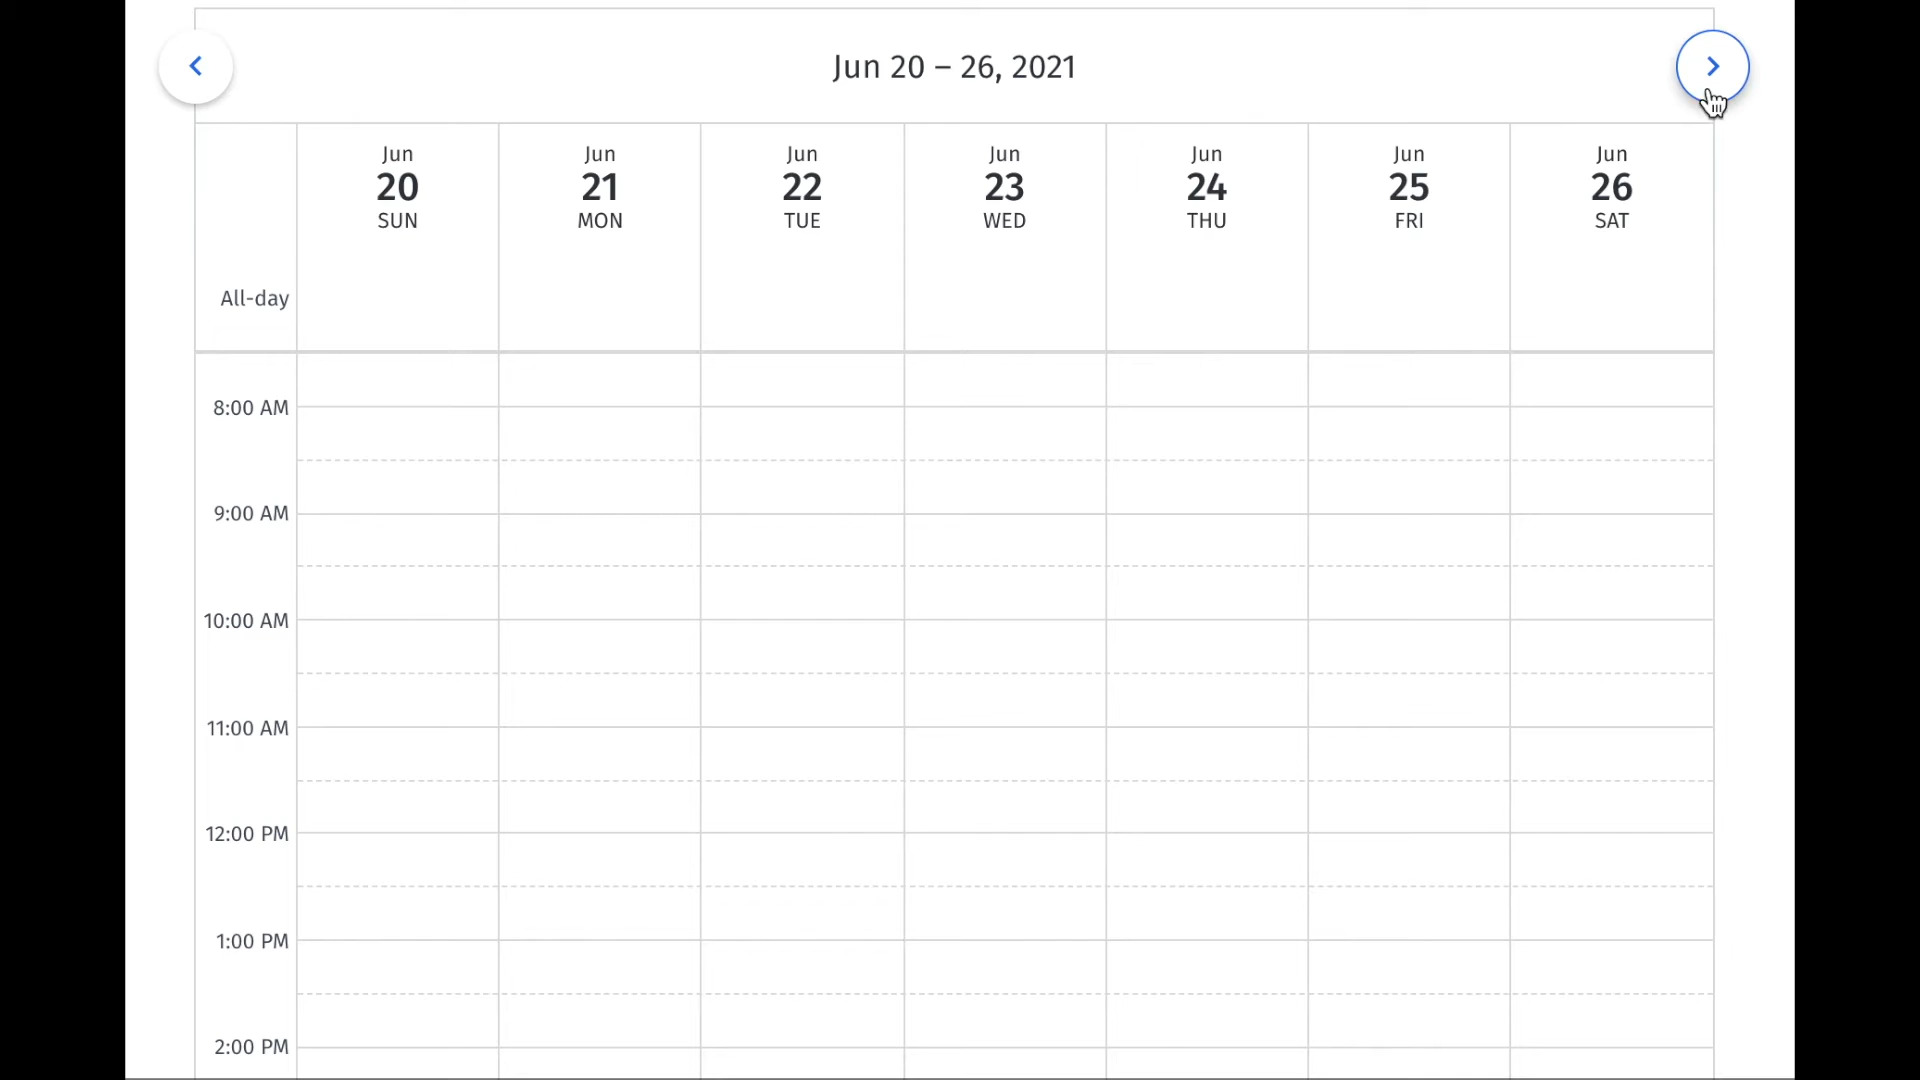 Jun 20 – 26, 2021
Jun Jun Jun Jun Jun Jun Jun
20 21 22 23 24 25 26
SUN MON TUE WED THU FRI SAT
All-day
8:00 AM
9:00 AM
10:00 AM
11:00 AM
12:00 PM
1:00 PM
2:00 PM